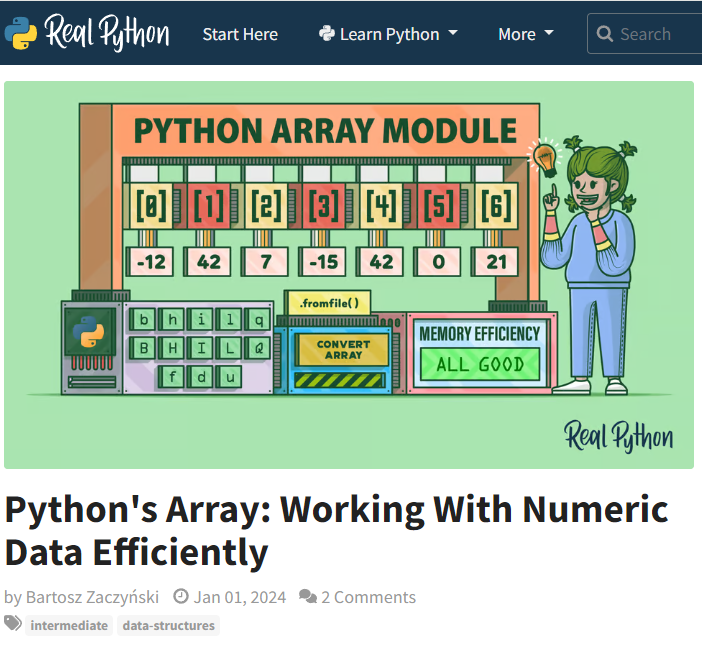 Real Python
Start Here
Learn Python
More
Search
PYTHON ARRAY MODULE
[0] [1] [2] [3] [4] [5] [6]
-12 42 7 -15 42 0 21
.fromfile()
b h i l q
B H I L Q
f d u
CONVERT
ARRAY
MEMORY EFFICIENCY
ALL GOOD
Real Python
Python's Array: Working With Numeric
Data Efficiently
by Bartosz Zaczyński Jan 01, 2024 2 Comments
intermediate data-structures